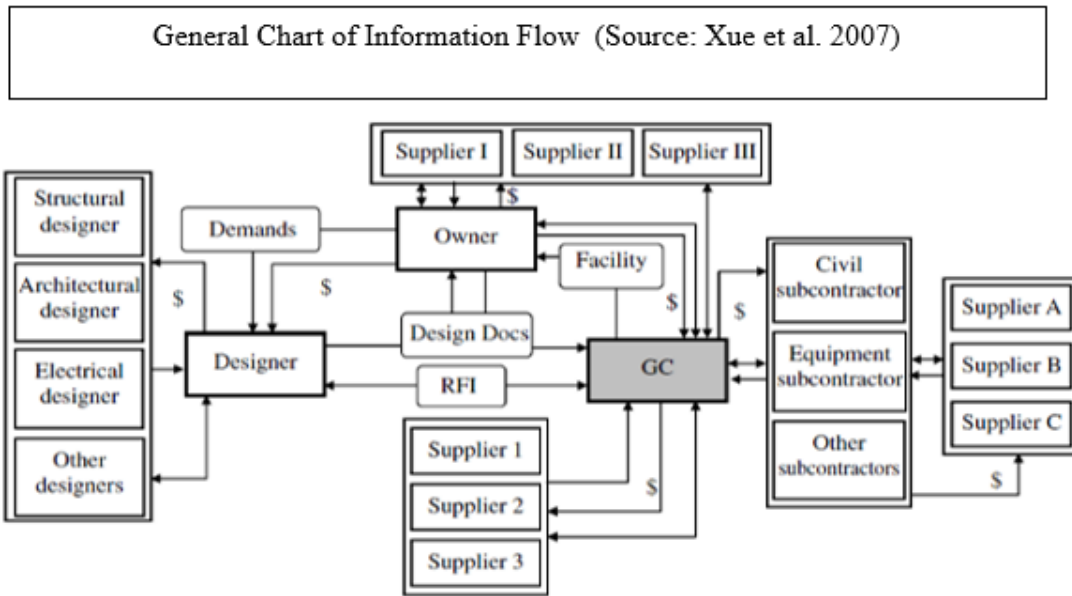 General Chart of Information Flow (Source: Xue et al. 2007)
Supplier I
Supplier II
Supplier III
$
Structural
designer
Architectural
designer
Electrical
designer
Other
designers
$
Demands
$
Owner
Facility
$
Design Docs
Designer
RFI
GC
$
Civil
subcontractor
Equipment
subcontractor
Other
subcontractors
Supplier A
Supplier B
Supplier C
$
Supplier 1
Supplier 2
Supplier 3
$